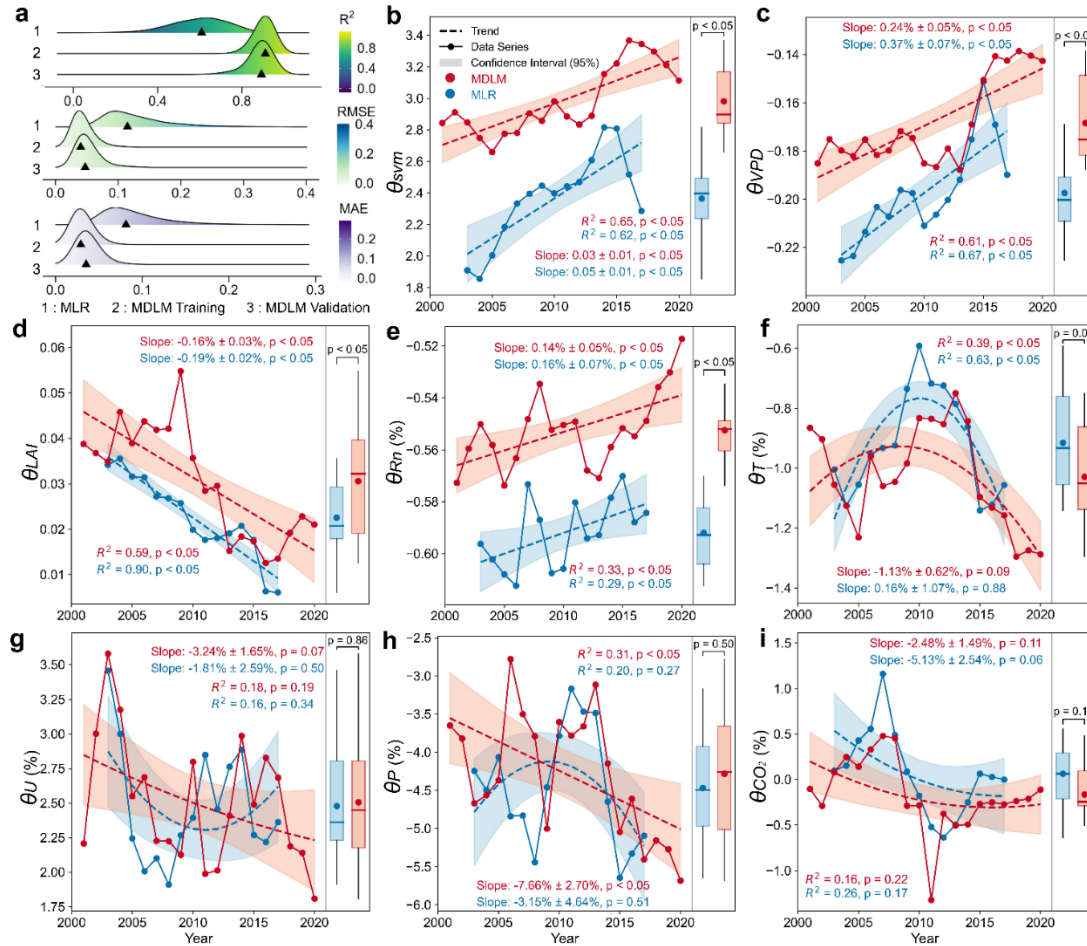 a
R²
1
2
3
0.0
0.4
0.8
0.8
0.6
0.4
0.2
0.0
RMSE
1
2
3
0.0
0.1
0.2
0.3
0.4
0.4
0.2
0.0
MAE
1
2
3
0.0
0.1
0.2
0.3
0.3
0.2
0.1
0.0
1 : MLR 2 : MDLM Training 3 : MDLM Validation
b
Trend
Data Series
Confidence Interval (95%)
MDLM
MLR
p < 0.05
θsvm
3.4
3.2
3.0
2.8
2.6
2.4
2.2
2.0
1.8
R² = 0.65, p < 0.05
R² = 0.62, p < 0.05
Slope: 0.03 ± 0.01, p < 0.05
Slope: 0.05 ± 0.01, p < 0.05
2000 2005 2010 2015 2020
c
Slope: 0.24% ± 0.05%, p < 0.05
Slope: 0.37% ± 0.07%, p < 0.05
θVPD
−0.14
−0.16
−0.18
−0.20
−0.22
R² = 0.61, p < 0.05
R² = 0.67, p < 0.05
2000 2005 2010 2015 2020
d
Slope: -0.16% ± 0.03%, p < 0.05
Slope: -0.19% ± 0.02%, p < 0.05
p < 0.05
θLAI
0.06
0.05
0.04
0.03
0.02
0.01
R² = 0.59, p < 0.05
R² = 0.90, p < 0.05
2000 2005 2010 2015 2020
e
Slope: 0.14% ± 0.05%, p < 0.05
Slope: 0.16% ± 0.07%, p < 0.05
p < 0.05
θRn (%)
−0.52
−0.54
−0.56
−0.58
−0.60
R² = 0.33, p < 0.05
R² = 0.29, p < 0.05
2000 2005 2010 2015 2020
f
R² = 0.39, p < 0.05
R² = 0.63, p < 0.05
θT (%)
−0.6
−0.8
−1.0
−1.2
−1.4
Slope: -1.13% ± 0.62%, p = 0.09
Slope: 0.16% ± 1.07%, p = 0.88
2000 2005 2010 2015 2020
g
Slope: -3.24% ± 1.65%, p = 0.07
Slope: -1.81% ± 2.59%, p = 0.50
R² = 0.18, p = 0.19
R² = 0.16, p = 0.34
p = 0.86
θU (%)
3.50
3.25
3.00
2.75
2.50
2.25
2.00
1.75
2000 2005 2010 2015 2020
Year
h
R² = 0.31, p < 0.05
R² = 0.20, p = 0.27
p = 0.50
θP (%)
−2.5
−3.0
−3.5
−4.0
−4.5
−5.0
−5.5
−6.0
Slope: -7.66% ± 2.70%, p < 0.05
Slope: -3.15% ± 4.64%, p = 0.51
2000 2005 2010 2015 2020
Year
i
Slope: -2.48% ± 1.49%, p = 0.11
Slope: -5.13% ± 2.54%, p = 0.06
θCO₂ (%)
1.5
1.0
0.5
0.0
−0.5
−1.0
R² = 0.16, p = 0.22
R² = 0.26, p = 0.17
2000 2005 2010 2015 2020
Year